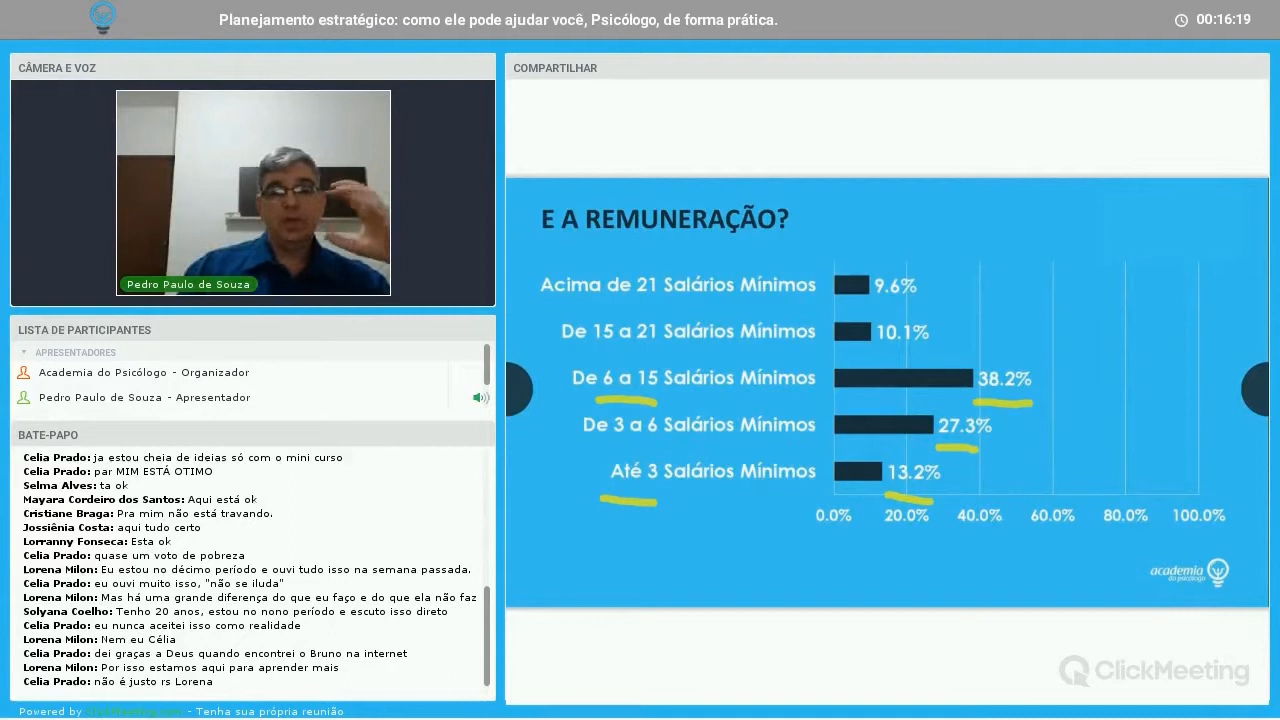 Planejamento estratégico: como ele pode ajudar você, Psicólogo, de forma prática.
00:16:19
CÂMERA E VOZ
Pedro Paulo de Souza
LISTA DE PARTICIPANTES
APRESENTADORES
Academia do Psicólogo - Organizador
Pedro Paulo de Souza - Apresentador
BATE-PAPO
Celia Prado: ja estou cheia de ideias só com o mini curso
Celia Prado: par MIM ESTÁ OTIMO
Selma Alves: ta ok
Mayara Cordeiro dos Santos: Aqui está ok
Cristiane Braga: Pra mim não está travando.
Jossiênia Costa: aqui tudo certo
Lorranny Fonseca: Esta ok
Celia Prado: quase um voto de pobreza
Lorena Milon: Eu estou no décimo período e ouvi tudo isso na semana passada.
Celia Prado: eu ouvi muito isso, "não se iluda"
Lorena Milon: Mas há uma grande diferença do que eu faço e do que ela não faz
Solyana Coelho: Tenho 20 anos, estou no nono período e escuto isso direto
Celia Prado: eu nunca aceitei isso como realidade
Lorena Milon: Nem eu Célia
Celia Prado: dei graças a Deus quando encontrei o Bruno na internet
Lorena Milon: Por isso estamos aqui para aprender mais
Celia Prado: não é justo rs Lorena
Powered by ClickMeeting.com - Tenha sua própria reunião
COMPARTILHAR
E A REMUNERAÇÃO?
Acima de 21 Salários Mínimos 9.6%
De 15 a 21 Salários Mínimos 10.1%
De 6 a 15 Salários Mínimos 38.2%
De 3 a 6 Salários Mínimos 27.3%
Até 3 Salários Mínimos 13.2%
0.0% 20.0% 40.0% 60.0% 80.0% 100.0%
academia
do psicólogo
ClickMeeting